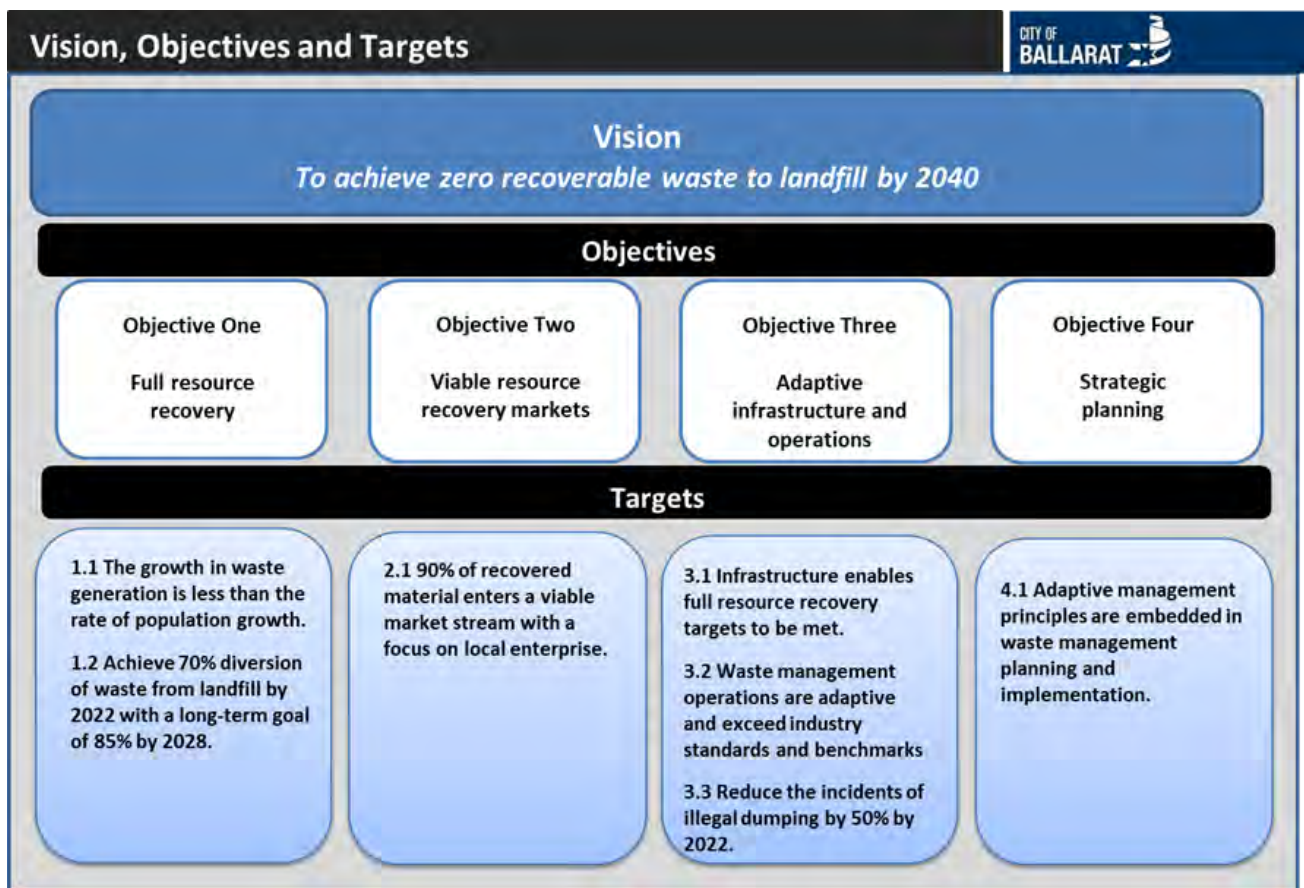 Vision, Objectives and Targets
CITY OF
BALLARAT
Vision
To achieve zero recoverable waste to landfill by 2040
Objectives
Objective One
Full resource
recovery
Objective Two
Viable resource
recovery markets
Objective Three
Adaptive
infrastructure and
operations
Objective Four
Strategic
planning
Targets
1.1 The growth in waste
generation is less than the
rate of population growth.
1.2 Achieve 70% diversion
of waste from landfill by
2022 with a long-term goal
of 85% by 2028.
2.1 90% of recovered
material enters a viable
market stream with a
focus on local enterprise.
3.1 Infrastructure enables
full resource recovery
targets to be met.
3.2 Waste management
operations are adaptive
and exceed industry
standards and benchmarks
3.3 Reduce the incidents of
illegal dumping by 50% by
2022.
4.1 Adaptive management
principles are embedded in
waste management
planning and
implementation.